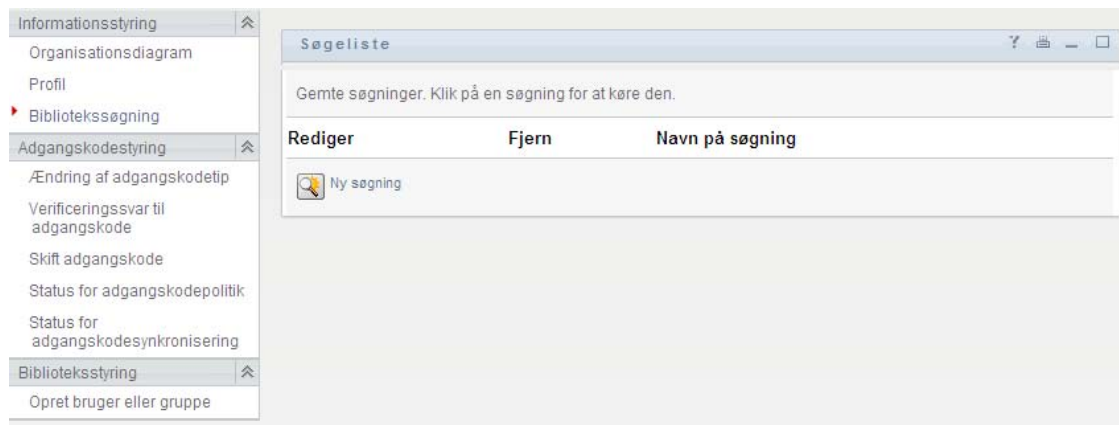 Informationsstyring
Organisationsdiagram
Profil
Bibliotekssøgning
Adgangskodestyring
Ændring af adgangskodetip
Verificeringssvar til
adgangskode
Skift adgangskode
Status for adgangskodepolitik
Status for
adgangskodesynkronisering
Biblioteksstyring
Opret bruger eller gruppe
Søgeliste
?
Gemte søgninger. Klik på en søgning for at køre den.
Rediger Fjern Navn på søgning
Ny søgning